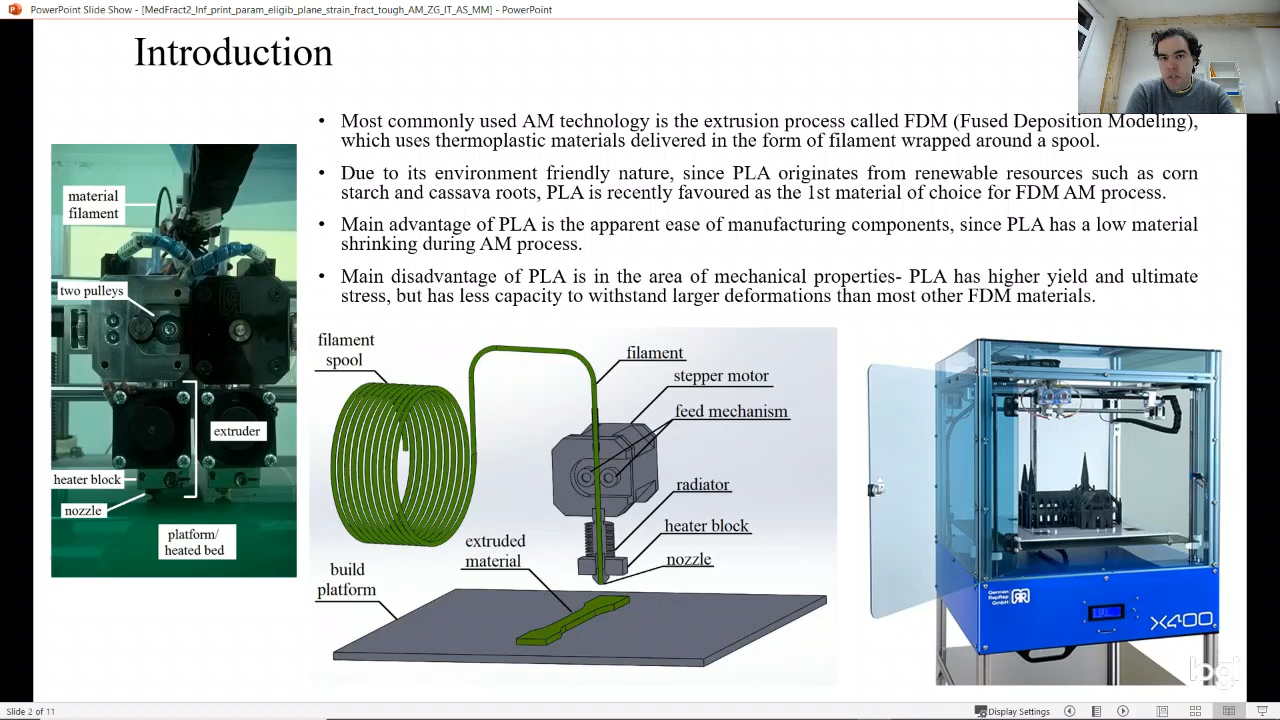 PowerPoint Slide Show - [MedFract2_Inf_print_param_eligib_plane_strain_fract_tough_AM_ZG_IT_AS_MM] - PowerPoint
Introduction
• Most commonly used AM technology is the extrusion process called FDM (Fused Deposition Modeling),
which uses thermoplastic materials delivered in the form of filament wrapped around a spool.
• Due to its environment friendly nature, since PLA originates from renewable resources such as corn
starch and cassava roots, PLA is recently favoured as the 1st material of choice for FDM AM process.
• Main advantage of PLA is the apparent ease of manufacturing components, since PLA has a low material
shrinking during AM process.
• Main disadvantage of PLA is in the area of mechanical properties- PLA has higher yield and ultimate
stress, but has less capacity to withstand larger deformations than most other FDM materials.
material
filament
two pulleys
extruder
heater block
nozzle
platform/
heated bed
filament
spool
filament
stepper motor
feed mechanism
radiator
heater block
nozzle
extruded
material
build
platform
German
RepRap
GmbH
X400
Slide 2 of 11
Display Settings